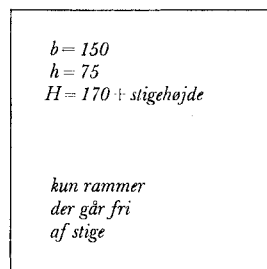 b = 150
h = 75
H = 170 + stigehøjde
kun rammer
der går fri
af stige